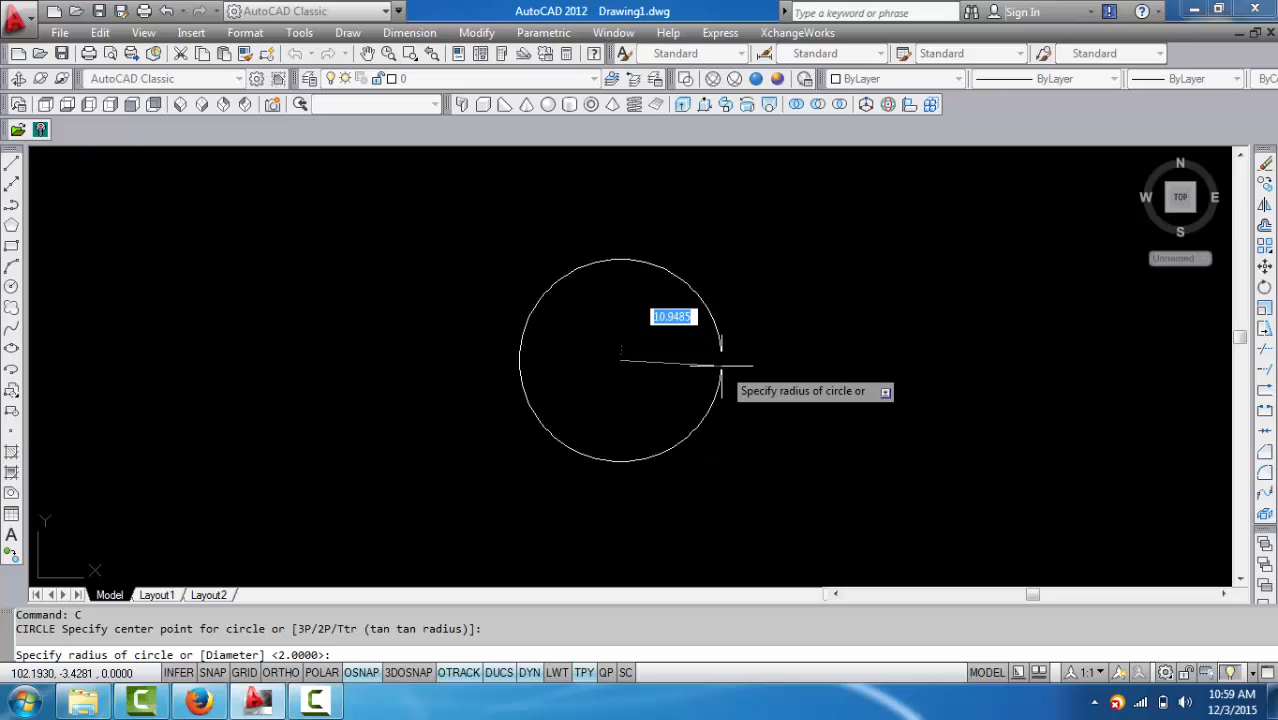 AutoCAD Classic
AutoCAD 2012 Drawing1.dwg
Type a keyword or phrase
Sign In
File Edit View Insert Format Tools Draw Dimension Modify Parametric Window Help Express XchangeWorks
Standard Standard Standard Standard
AutoCAD Classic
0
ByLayer ByLayer ByLayer
N
W TOP E
S
Unnamed
10.9485
Specify radius of circle or
Y
X
Model Layout1 Layout2
Command: C
CIRCLE Specify center point for circle or [3P/2P/Ttr (tan tan radius)]:
Specify radius of circle or [Diameter] <2.0000>:
102.1930, -3.4281, 0.0000 INFER SNAP GRID ORTHO POLAR OSNAP 3DOSNAP OTRACK DUCS DYN LWT TPY QP SC MODEL 1:1
10:59 AM
12/3/2015